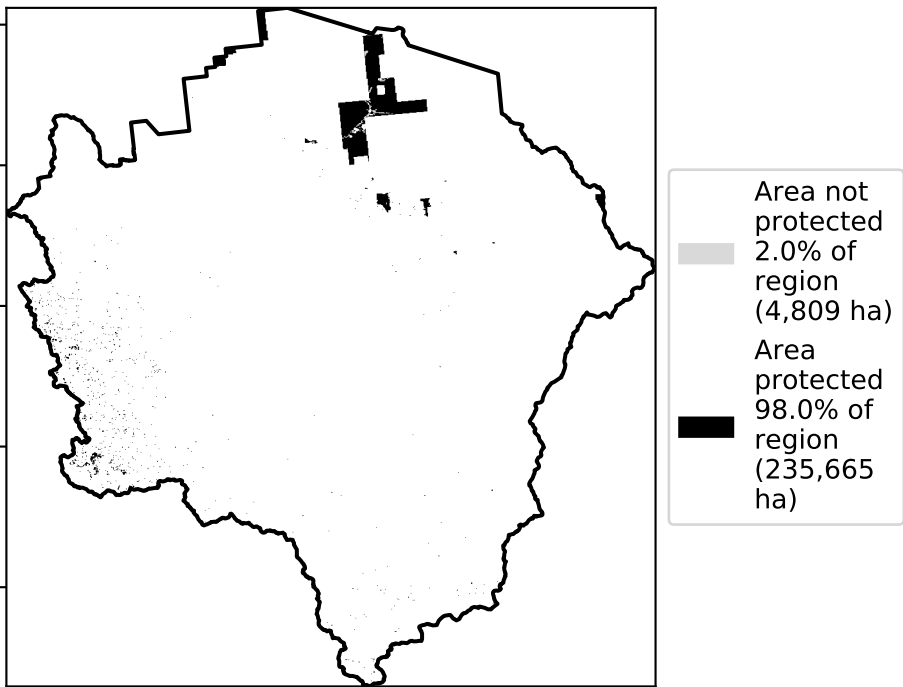 Area not
protected
2.0% of
region
(4,809 ha)
Area
protected
98.0% of
region
(235,665
ha)